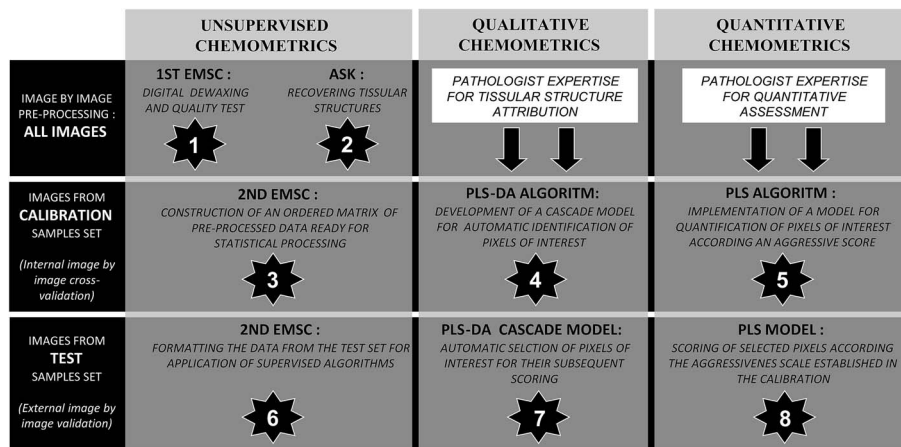 UNSUPERVISED
CHEMOMETRICS
QUALITATIVE
CHEMOMETRICS
QUANTITATIVE
CHEMOMETRICS
IMAGE BY IMAGE
PRE-PROCESSING :
ALL IMAGES
1ST EMSC :
DIGITAL DEWAXING
AND QUALITY TEST
1
ASK :
RECOVERING TISSULAR
STRUCTURES
2
PATHOLOGIST EXPERTISE
FOR TISSULAR STRUCTURE
ATTRIBUTION
PATHOLOGIST EXPERTISE
FOR QUANTITATIVE
ASSESSMENT
IMAGES FROM
CALIBRATION
SAMPLES SET
(Internal image by
image cross-
validation)
2ND EMSC :
CONSTRUCTION OF AN ORDERED MATRIX OF
PRE-PROCESSED DATA READY FOR
STATISTICAL PROCESSING
3
PLS-DA ALGORITM:
DEVELOPMENT OF A CASCADE MODEL
FOR AUTOMATIC IDENTIFICATION OF
PIXELS OF INTEREST
4
PLS ALGORITM :
IMPLEMENTATION OF A MODEL FOR
QUANTIFICATION OF PIXELS OF INTEREST
ACCORDING AN AGGRESSIVE SCORE
5
IMAGES FROM
TEST
SAMPLES SET
(External image by
image validation)
2ND EMSC :
FORMATTING THE DATA FROM THE TEST SET FOR
APPLICATION OF SUPERVISED ALGORITHMS
6
PLS-DA CASCADE MODEL:
AUTOMATIC SELCTION OF PIXELS OF
INTEREST FOR THEIR SUBSEQUENT
SCORING
7
PLS MODEL :
SCORING OF SELECTED PIXELS ACCORDING
THE AGGRESSIVENES SCALE ESTABLISHED IN
THE CALIBRATION
8